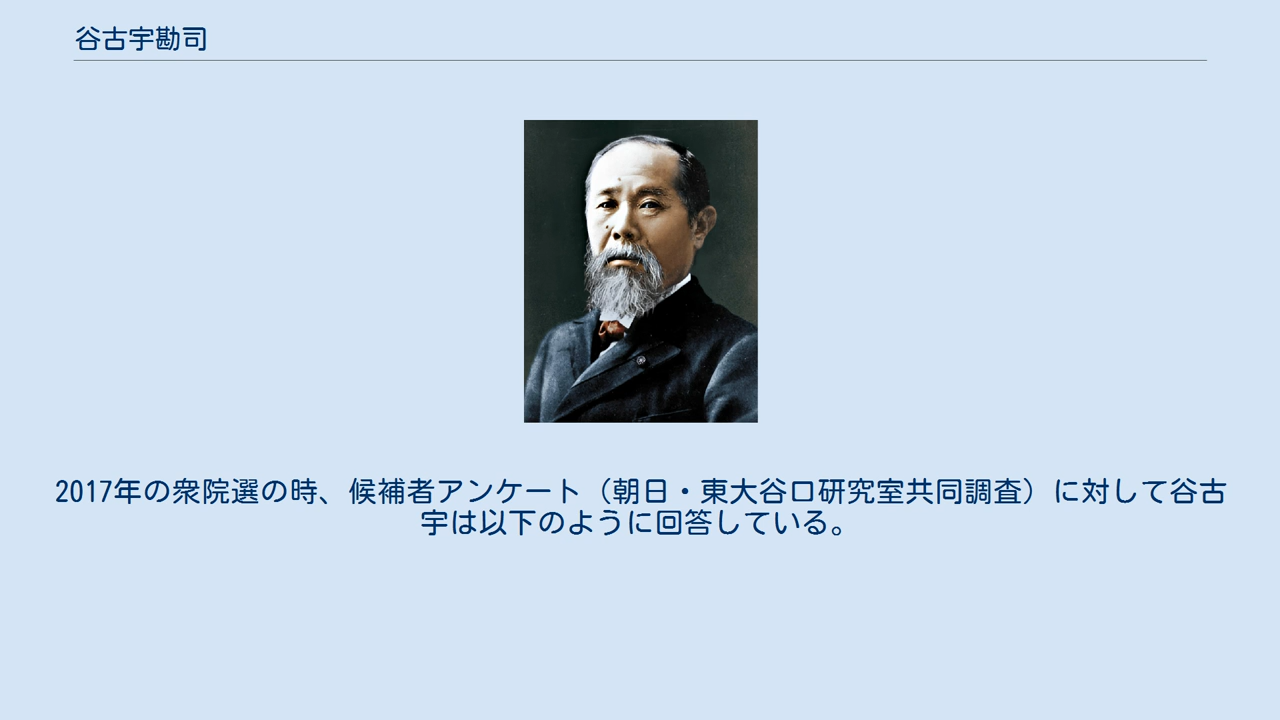 谷古宇勘司
2017年の衆院選の時、候補者アンケート（朝日・東大谷口研究室共同調査）に対して谷古
宇は以下のように回答している。